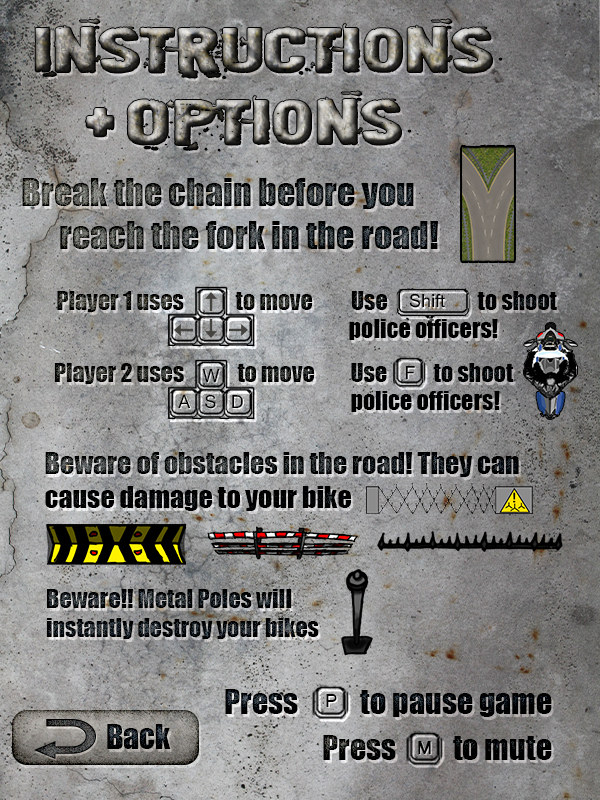 INSTRUCTIONS
+ OPTIONS
Break the chain before you
reach the fork in the road!
Player 1 uses ↑ to move
← ↓ →
Use Shift to shoot
police officers!
Player 2 uses W to move
A S D
Use F to shoot
police officers!
Beware of obstacles in the road! They can
cause damage to your bike
Beware!! Metal Poles will
instantly destroy your bikes
Press P to pause game
Back
Press M to mute